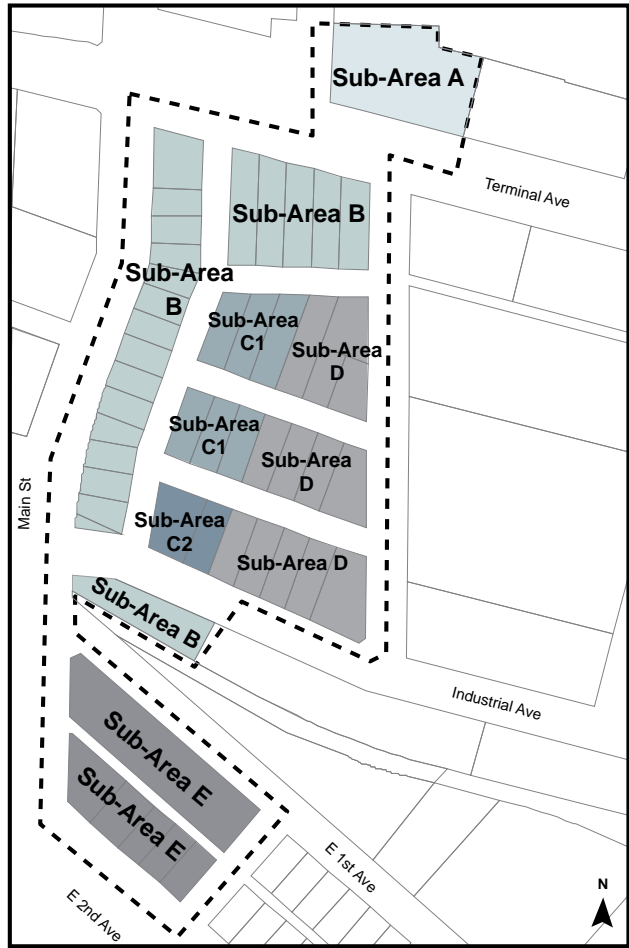 Sub-Area A
Terminal Ave
Sub-Area B
Sub-Area
B
Sub-Area
C1
Sub-Area
D
Sub-Area
C1
Sub-Area
D
Main St
Sub-Area
C2
Sub-Area D
Sub-Area B
Industrial Ave
Sub-Area E
Sub-Area E
E 1st Ave
E 2nd Ave
N